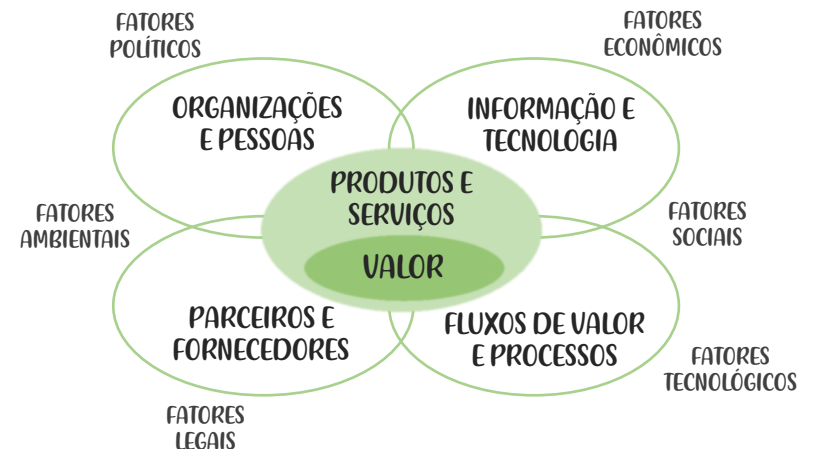 FATORES
POLÍTICOS
FATORES
ECONÔMICOS
ORGANIZAÇÕES
E PESSOAS
INFORMAÇÃO E
TECNOLOGIA
PRODUTOS E
SERVIÇOS
VALOR
FATORES
AMBIENTAIS
FATORES
SOCIAIS
PARCEIROS E
FORNECEDORES
FLUXOS DE VALOR
E PROCESSOS
FATORES
TECNOLÓGICOS
FATORES
LEGAIS